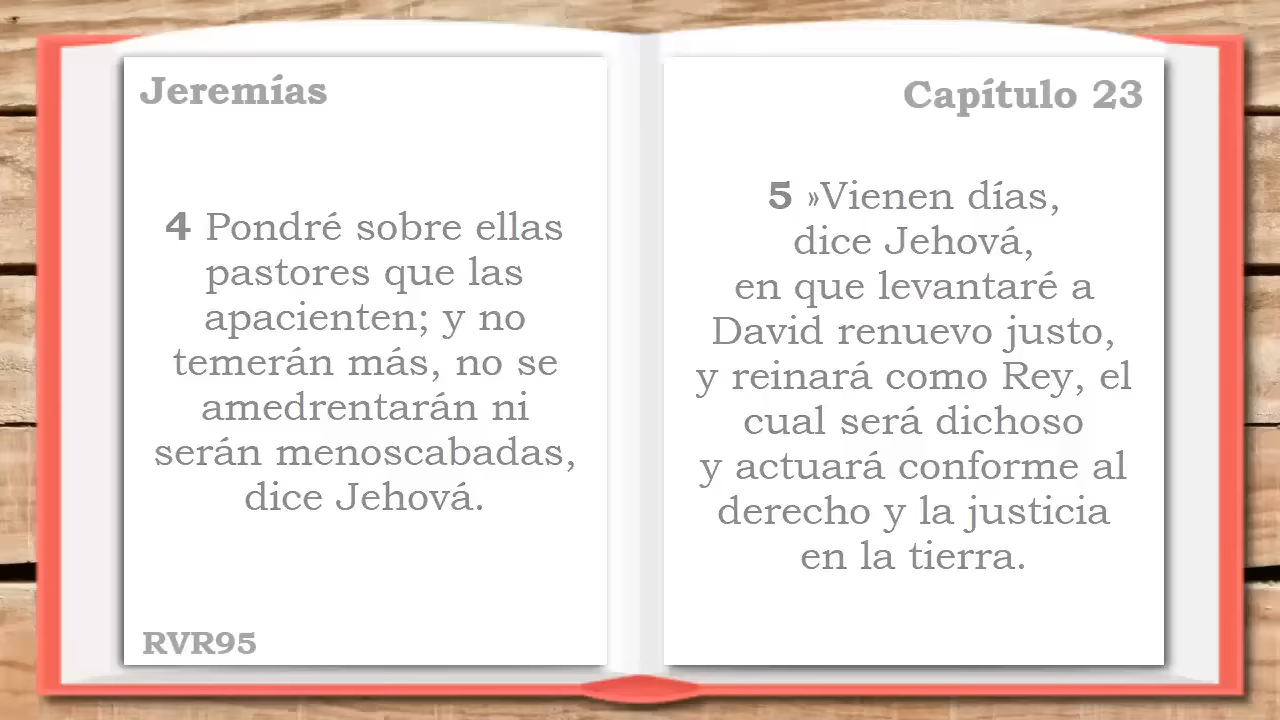 Jeremías
4 Pondré sobre ellas
pastores que las
apacienten; y no
temerán más, no se
amedrentarán ni
serán menoscabadas,
dice Jehová.
RVR95
Capítulo 23
5 »Vienen días,
dice Jehová,
en que levantaré a
David renuevo justo,
y reinará como Rey, el
cual será dichoso
y actuará conforme al
derecho y la justicia
en la tierra.